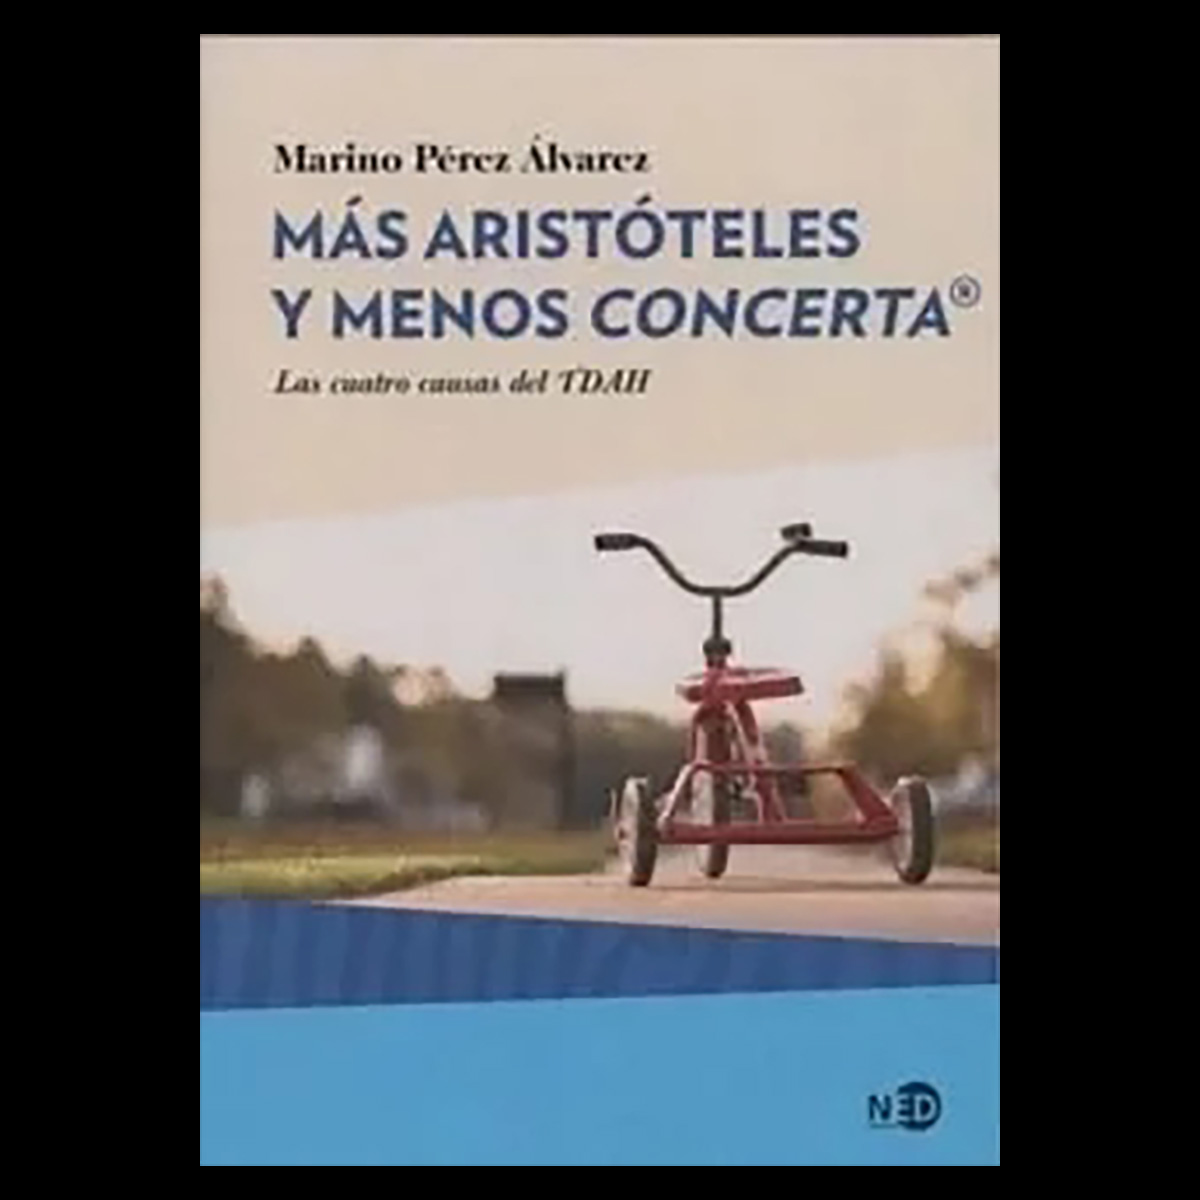 Marino Pérez Álvarez
MÁS ARISTÓTELES
Y MENOS CONCERTA®
Las cuatro causas del TDAH
NED